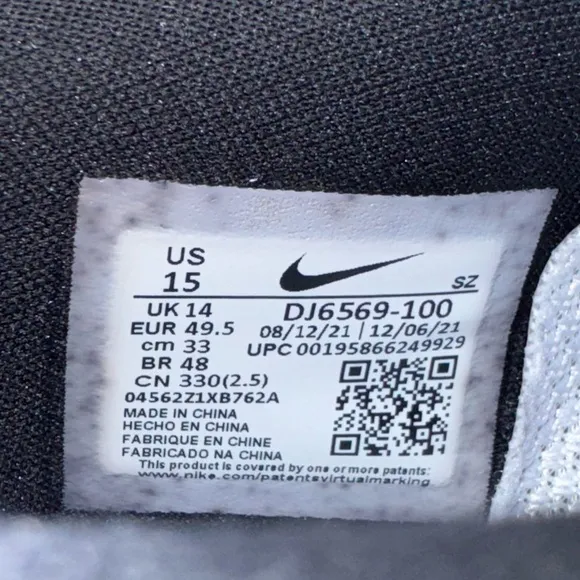 US
15
SZ
UK 14
DJ6569-100
EUR 49.5
08/12/21 | 12/06/21
cm 33
UPC 00195866249929
BR 48
CN 330(2.5)
04562Z1XB762A
MADE IN CHINA
HECHO EN CHINA
FABRIQUE EN CHINE
FABRICADO NA CHINA
This product is covered by one or more patents:
www.nike.com/patentsvirtualmarking